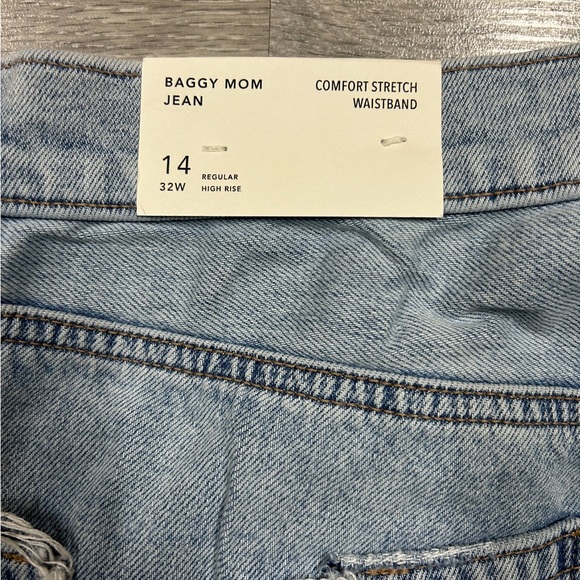 BAGGY MOM
JEAN
COMFORT STRETCH
WAISTBAND
14
32W
REGULAR
HIGH RISE